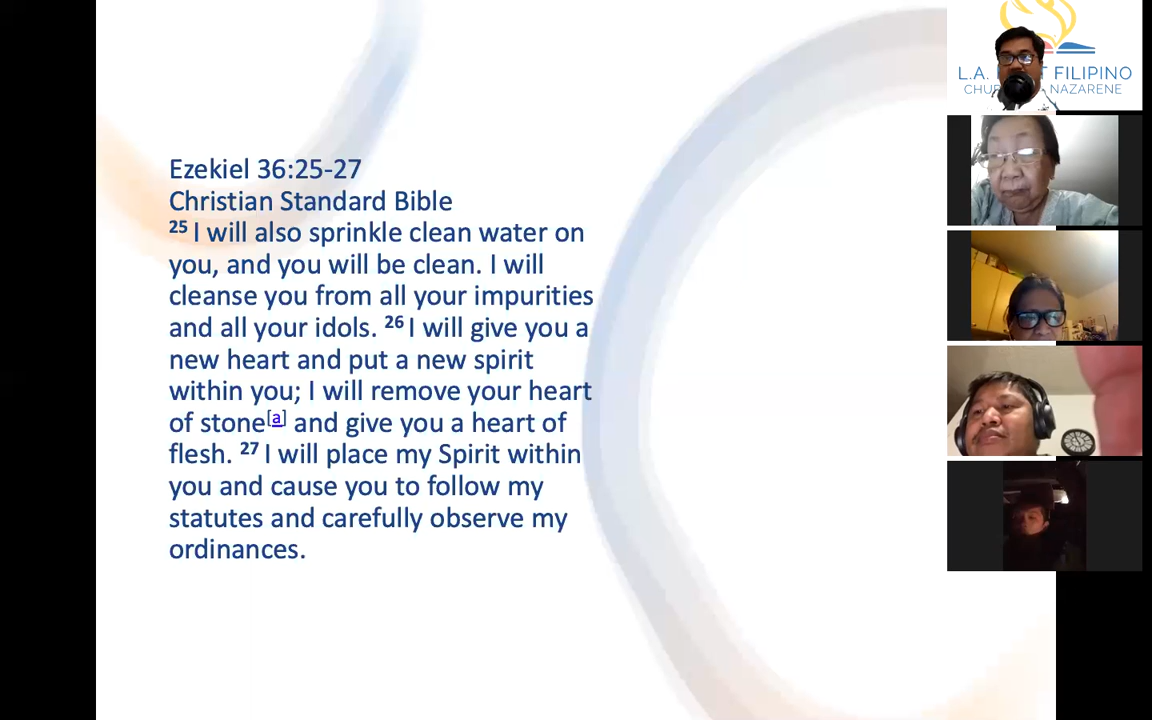 Ezekiel 36:25-27
Christian Standard Bible
25 I will also sprinkle clean water on
you, and you will be clean. I will
cleanse you from all your impurities
and all your idols. 26 I will give you a
new heart and put a new spirit
within you; I will remove your heart
of stone[a] and give you a heart of
flesh. 27 I will place my Spirit within
you and cause you to follow my
statutes and carefully observe my
ordinances.
L.A. FILIPINO
NAZARENE